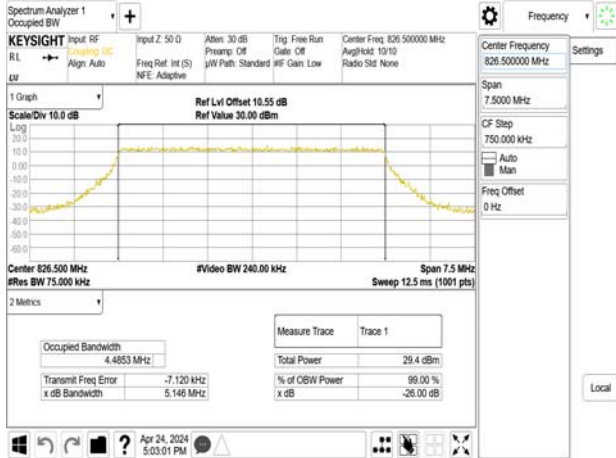 Spectrum Analyzer 1
Occupied BW
+
Frequency
KEYSIGHT
RL
LV
Input: RF
Coupling: DC
Align: Auto
Input Z: 50 Ω
Freq Ref: Int (S)
NFE: Adaptive
Atten: 30 dB
Preamp: Off
µW Path: Standard
Trig: Free Run
Gate: Off
#IF Gain: Low
Center Freq: 826.500000 MHz
Avg|Hold: 10/10
Radio Std: None
Center Frequency
826.500000 MHz
Settings
Span
7.5000 MHz
CF Step
750.000 kHz
Auto
Man
Freq Offset
0 Hz
Local
1 Graph
Scale/Div 10.0 dB
Ref Lvl Offset 10.55 dB
Ref Value 30.00 dBm
Log
20.0
10.0
0.00
-10.0
-20.0
-30.0
-40.0
-50.0
-60.0
Center 826.500 MHz
#Video BW 240.00 kHz
Span 7.5 MHz
#Res BW 75.000 kHz
Sweep 12.5 ms (1001 pts)
2 Metrics
Measure Trace
Trace 1
Occupied Bandwidth
4.4853 MHz
Total Power
29.4 dBm
Transmit Freq Error
-7.120 kHz
% of OBW Power
99.00 %
x dB Bandwidth
5.146 MHz
x dB
-26.00 dB
?
Apr 24, 2024
5:03:01 PM